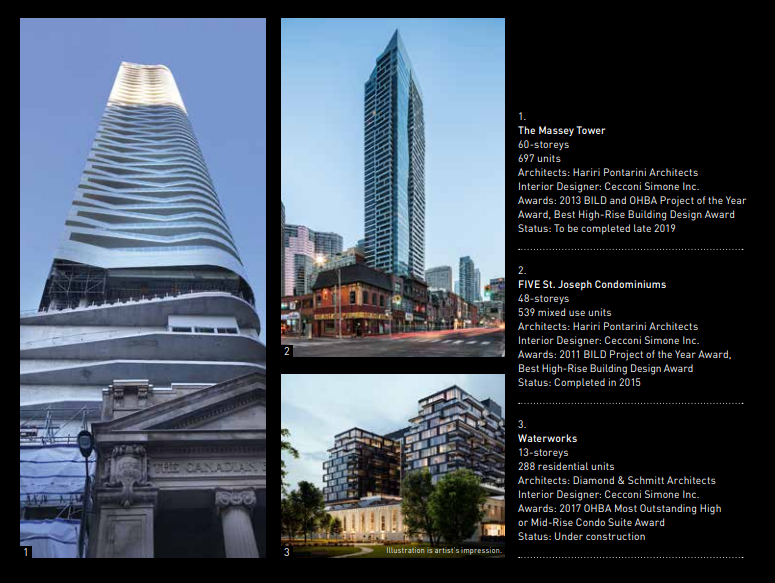 THE CANADIAN
1
2
3
Illustration is artist's impression.
1.
The Massey Tower
60-storeys
697 units
Architects: Hariri Pontarini Architects
Interior Designer: Cecconi Simone Inc.
Awards: 2013 BILD and OHBA Project of the Year
Award, Best High-Rise Building Design Award
Status: To be completed late 2019
2.
FIVE St. Joseph Condominiums
48-storeys
539 mixed use units
Architects: Hariri Pontarini Architects
Interior Designer: Cecconi Simone Inc.
Awards: 2011 BILD Project of the Year Award,
Best High-Rise Building Design Award
Status: Completed in 2015
3.
Waterworks
13-storeys
288 residential units
Architects: Diamond & Schmitt Architects
Interior Designer: Cecconi Simone Inc.
Awards: 2017 OHBA Most Outstanding High
or Mid-Rise Condo Suite Award
Status: Under construction